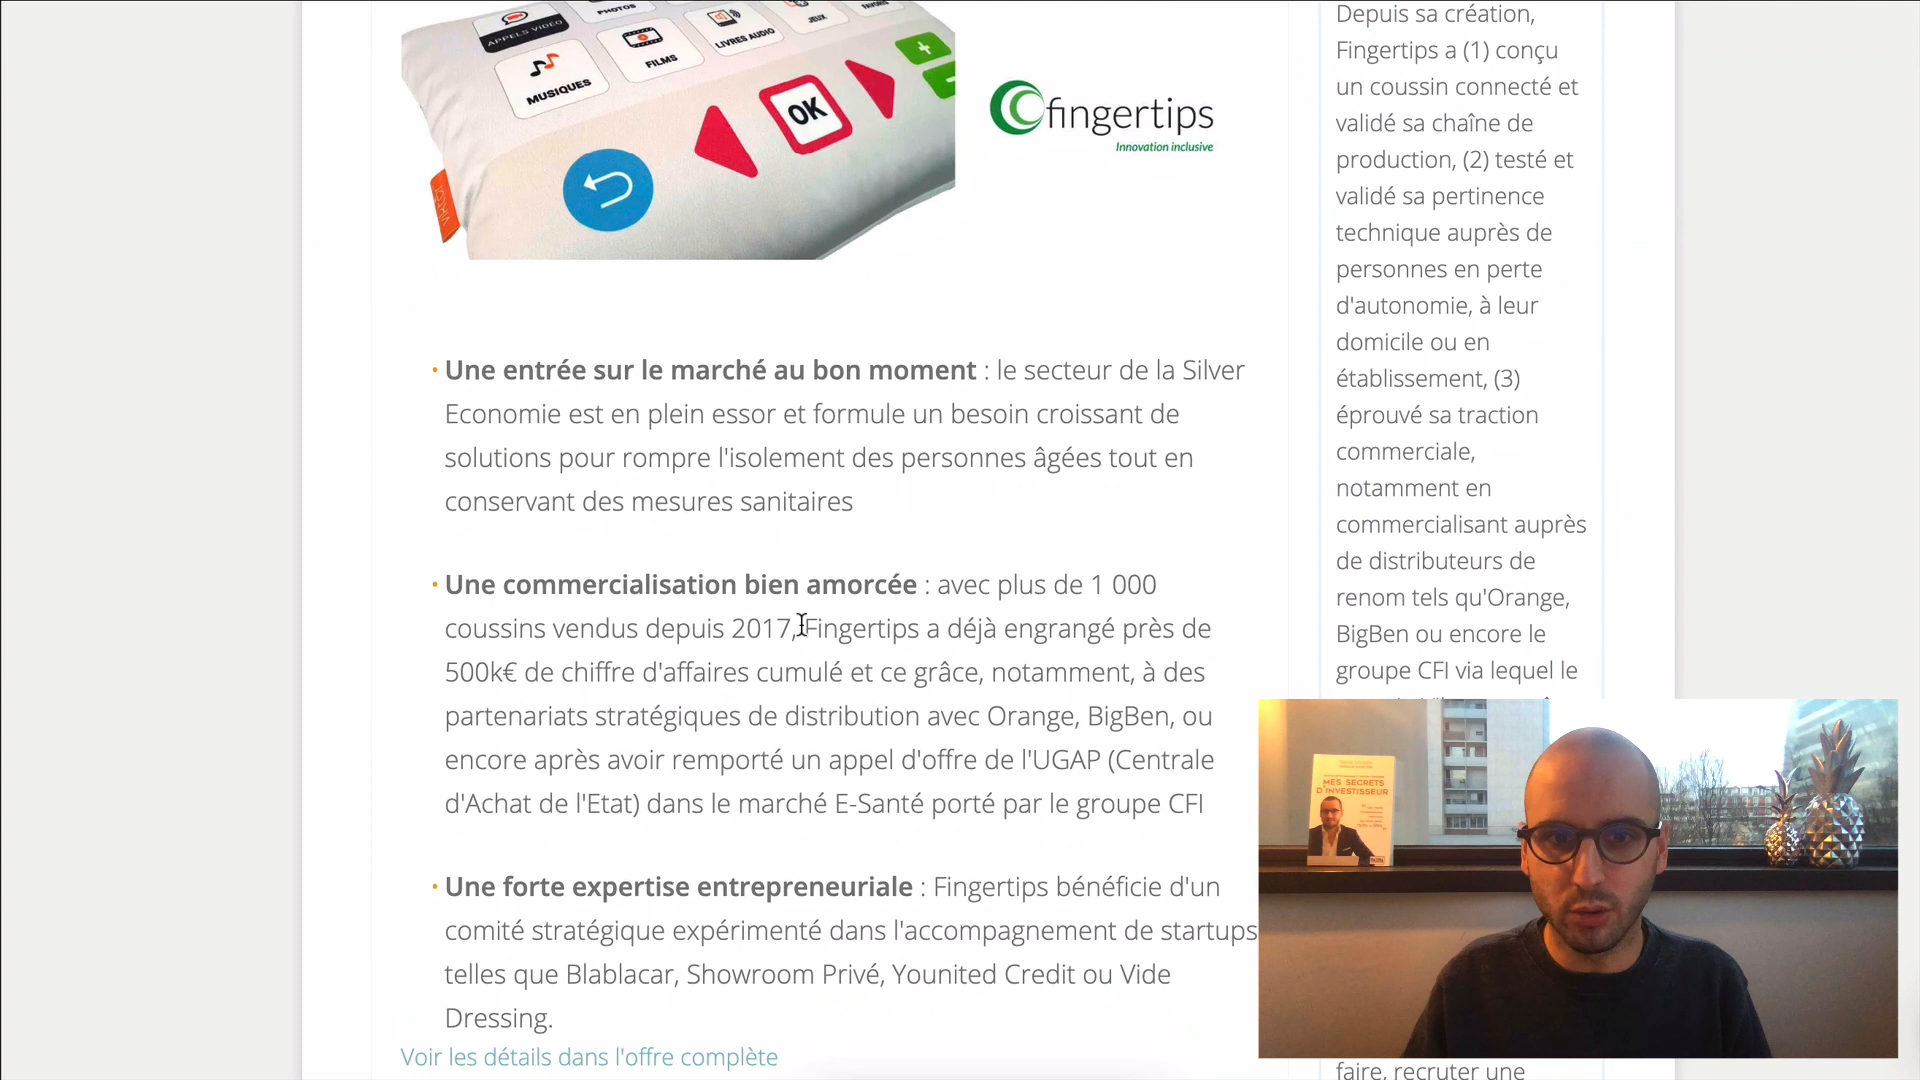 APPELS VIDÉO
PHOTOS
LIVRES AUDIO
JEUX
FAVORIS
MUSIQUES
FILMS
OK
+
VIKTOR
fingertips
Innovation inclusive
• Une entrée sur le marché au bon moment : le secteur de la Silver
Economie est en plein essor et formule un besoin croissant de
solutions pour rompre l'isolement des personnes âgées tout en
conservant des mesures sanitaires
• Une commercialisation bien amorcée : avec plus de 1 000
coussins vendus depuis 2017, Fingertips a déjà engrangé près de
500k€ de chiffre d'affaires cumulé et ce grâce, notamment, à des
partenariats stratégiques de distribution avec Orange, BigBen, ou
encore après avoir remporté un appel d'offre de l'UGAP (Centrale
d'Achat de l'Etat) dans le marché E-Santé porté par le groupe CFI
• Une forte expertise entrepreneuriale : Fingertips bénéficie d'un
comité stratégique expérimenté dans l'accompagnement de startups
telles que Blablacar, Showroom Privé, Younited Credit ou Vide
Dressing.
Voir les détails dans l'offre complète
Depuis sa création,
Fingertips a (1) conçu
un coussin connecté et
validé sa chaîne de
production, (2) testé et
validé sa pertinence
technique auprès de
personnes en perte
d'autonomie, à leur
domicile ou en
établissement, (3)
éprouvé sa traction
commerciale,
notamment en
commercialisant auprès
de distributeurs de
renom tels qu'Orange,
BigBen ou encore le
groupe CFI via lequel le
faire, recruter une
MES SECRETS
D'INVESTISSEUR